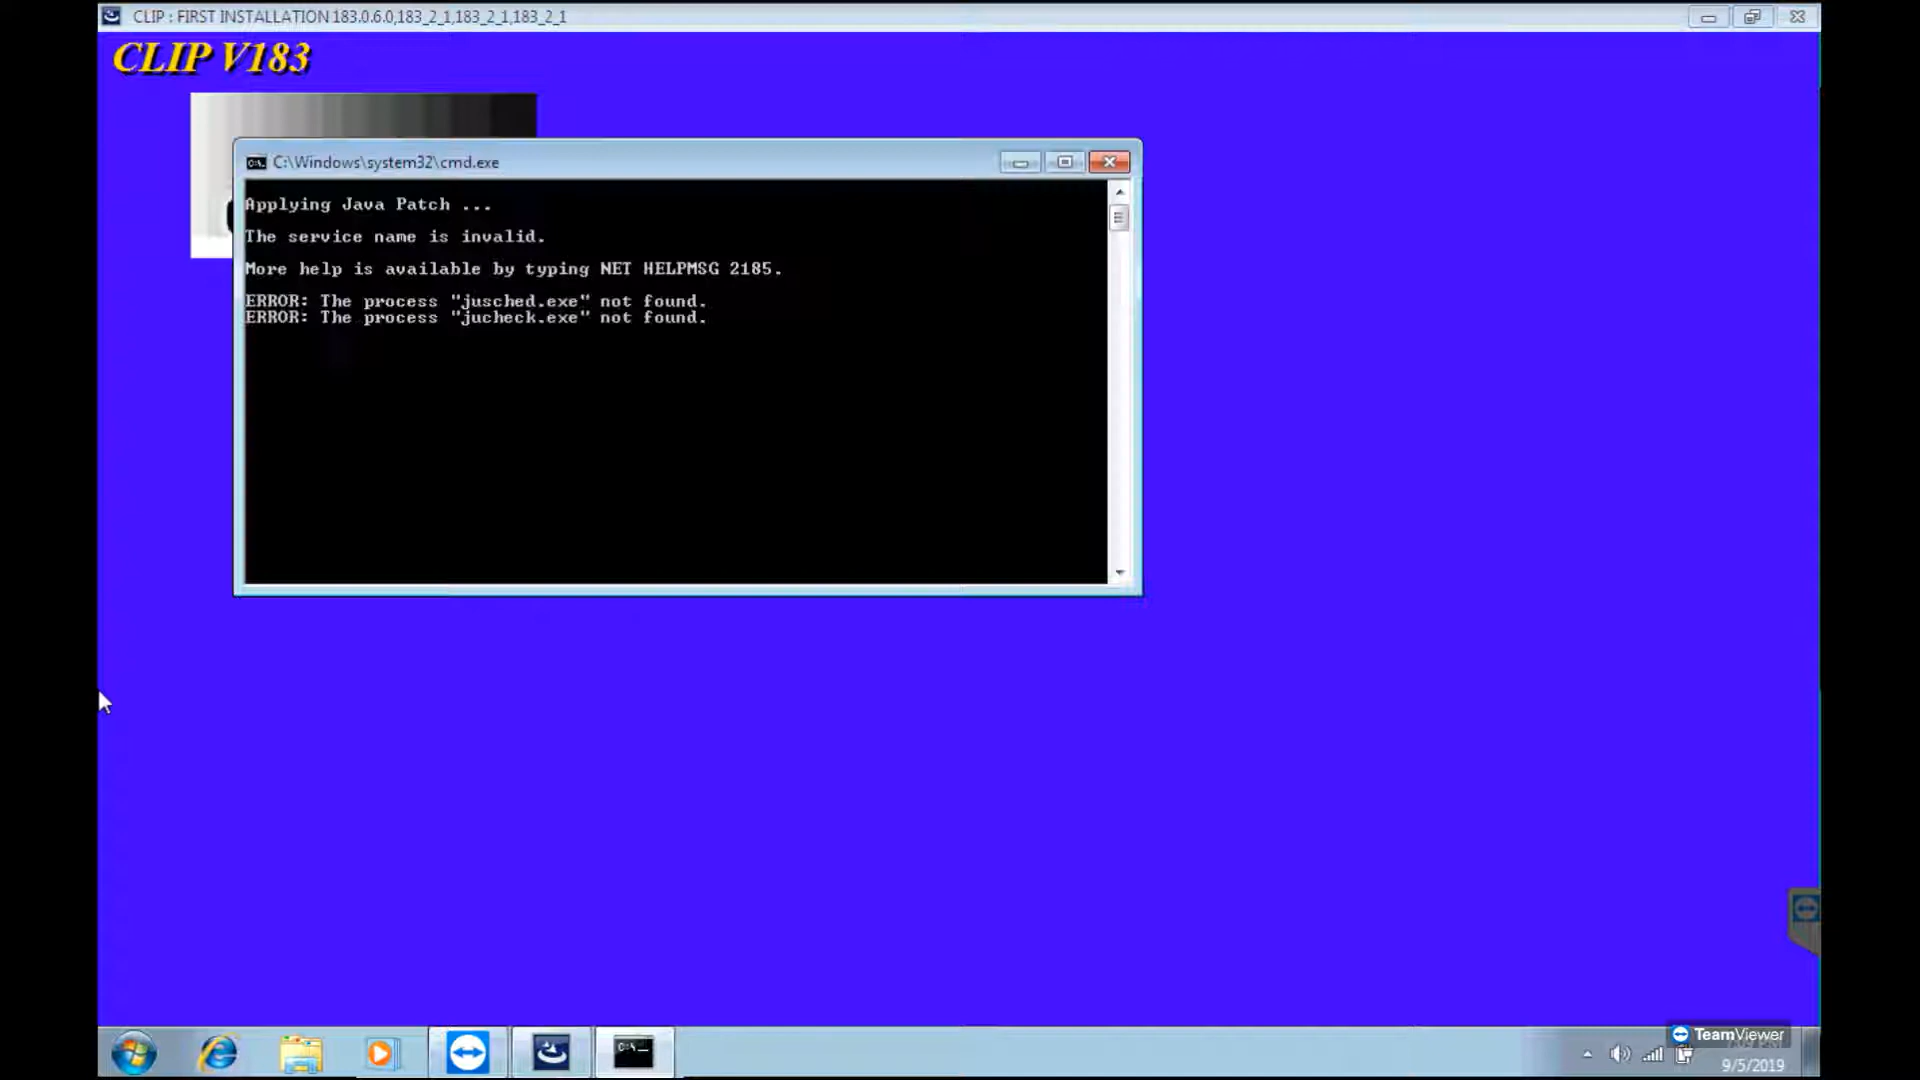 CLIP : FIRST INSTALLATION 183.0.6.0,183_2_1,183_2_1,183_2_1
CLIP V183
C:\Windows\system32\cmd.exe
Applying Java Patch ...
The service name is invalid.
More help is available by typing NET HELPMSG 2185.
ERROR: The process "jusched.exe" not found.
ERROR: The process "jucheck.exe" not found.
TeamViewer
9/5/2019